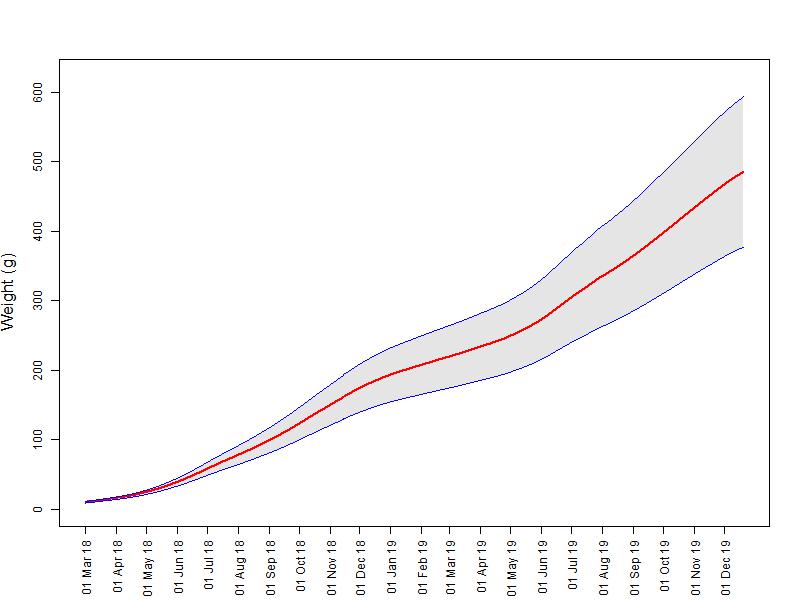 600
500
400
300
200
100
0
Weight (g)
01 Mar 18
01 Apr 18
01 May 18
01 Jun 18
01 Jul 18
01 Aug 18
01 Sep 18
01 Oct 18
01 Nov 18
01 Dec 18
01 Jan 19
01 Feb 19
01 Mar 19
01 Apr 19
01 May 19
01 Jun 19
01 Jul 19
01 Aug 19
01 Sep 19
01 Oct 19
01 Nov 19
01 Dec 19